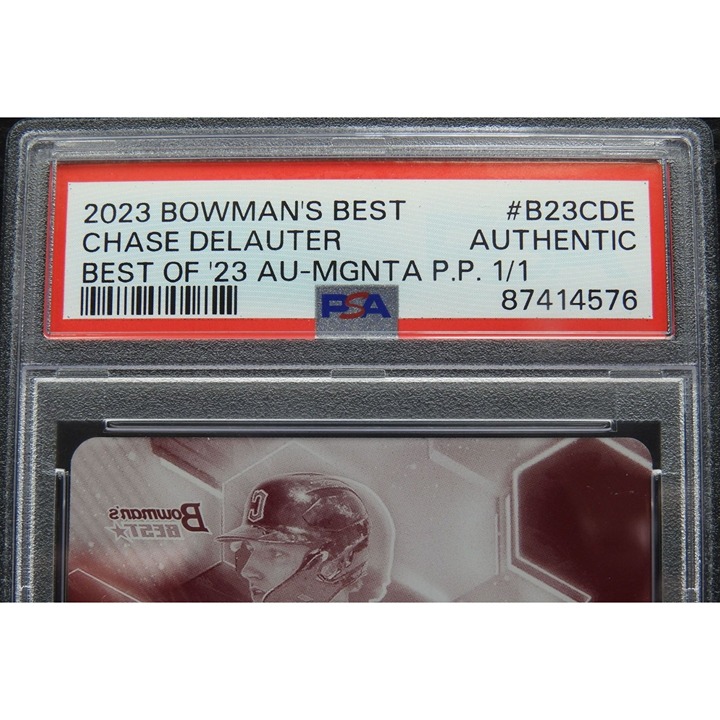 2023 BOWMAN'S BEST #B23CDE
CHASE DELAUTER AUTHENTIC
BEST OF '23 AU-MGNTA P.P. 1/1
PSA 87414576
C
Bowman's
BEST